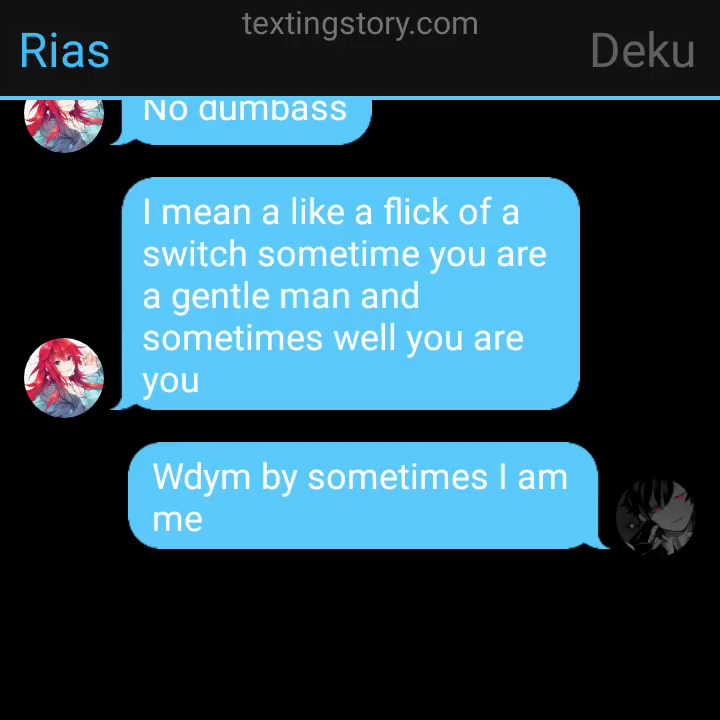 textingstory.com
Rias
Deku
No dumbass
I mean a like a flick of a
switch sometime you are
a gentle man and
sometimes well you are
you
Wdym by sometimes I am
me